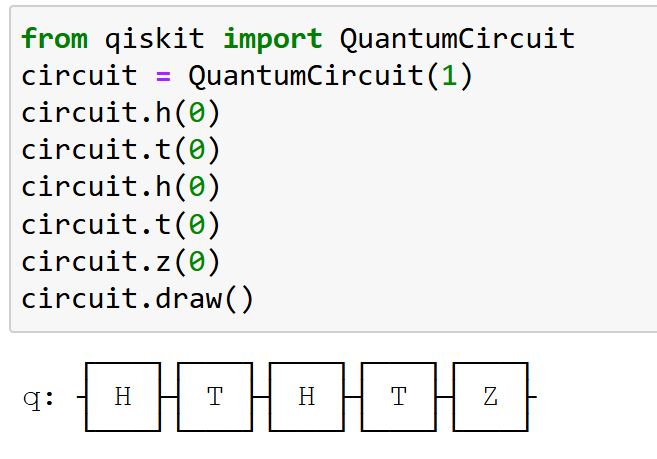 from qiskit import QuantumCircuit
circuit = QuantumCircuit(1)
circuit.h(0)
circuit.t(0)
circuit.h(0)
circuit.t(0)
circuit.z(0)
circuit.draw()
q: H T H T Z